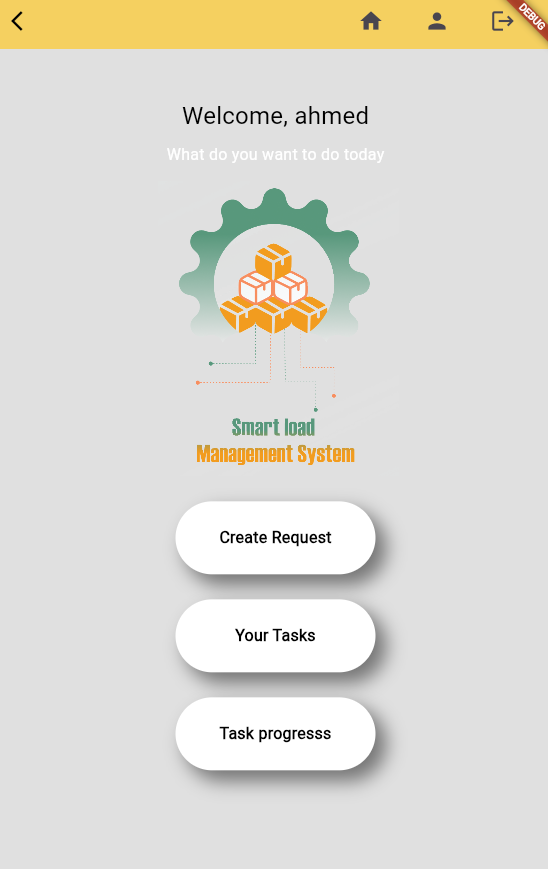 DEBUG
Welcome, ahmed
What do you want to do today
Smart load
Management System
Create Request
Your Tasks
Task progresss